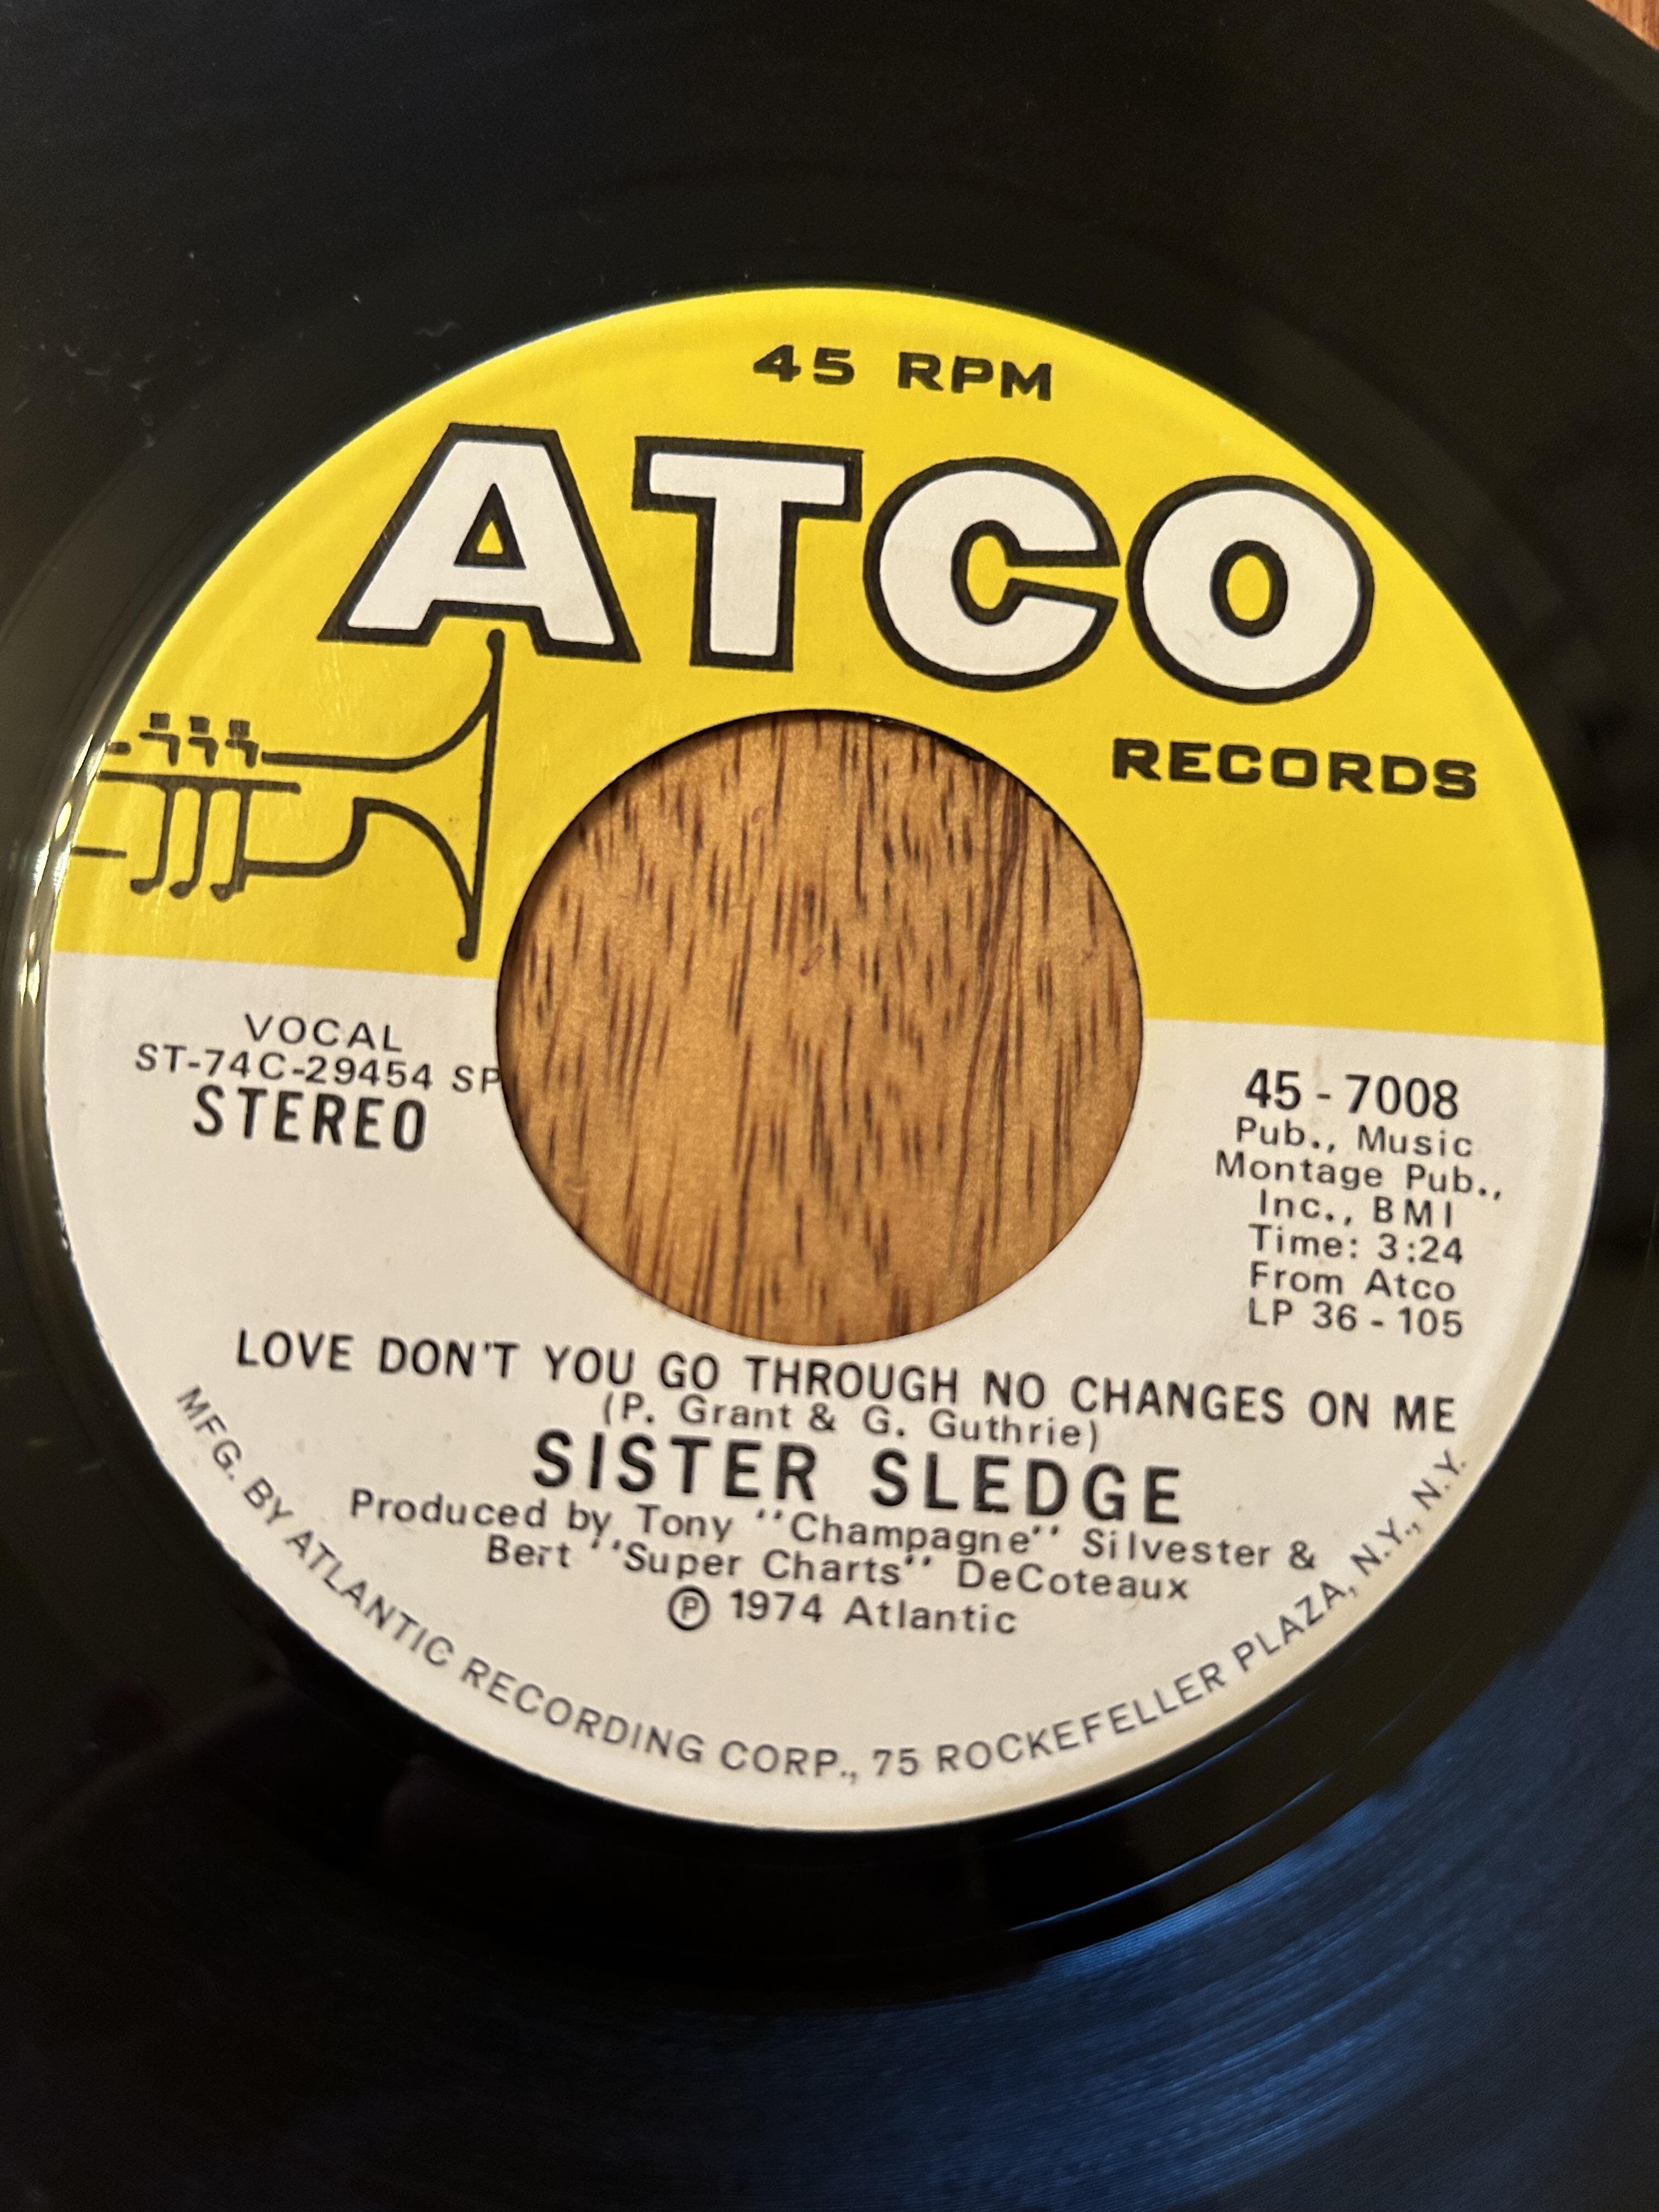 45 RPM
ATCO
RECORDS
VOCAL
ST-74C-29454 SP
STEREO
45 - 7008
Pub., Music
Montage Pub.,
Inc., BMI
Time: 3:24
From Atco
LP 36 - 105
LOVE DON'T YOU GO THROUGH NO CHANGES ON ME
(P. Grant & G. Guthrie)
SISTER SLEDGE
Produced by Tony "Champagne" Silvester &
Bert "Super Charts" DeCoteaux
Ⓟ 1974 Atlantic
MFG. BY ATLANTIC RECORDING CORP., 75 ROCKEFELLER PLAZA, N.Y., N.Y.